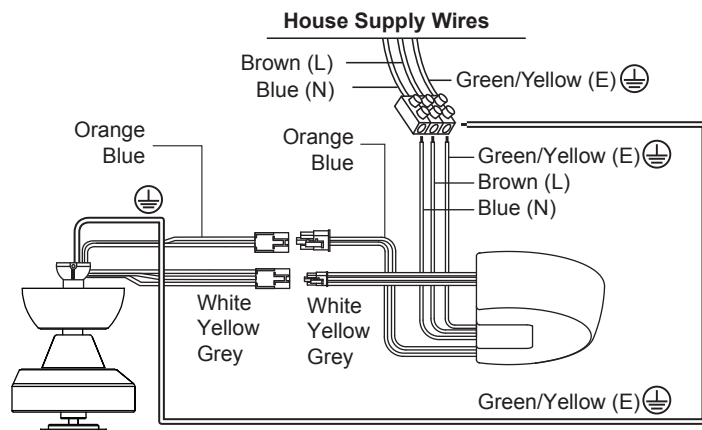 House Supply Wires
Brown (L)
Blue (N)
Green/Yellow (E)
Orange
Blue
Orange
Blue
Green/Yellow (E)
Brown (L)
Blue (N)
White
Yellow
Grey
White
Yellow
Grey
Green/Yellow (E)